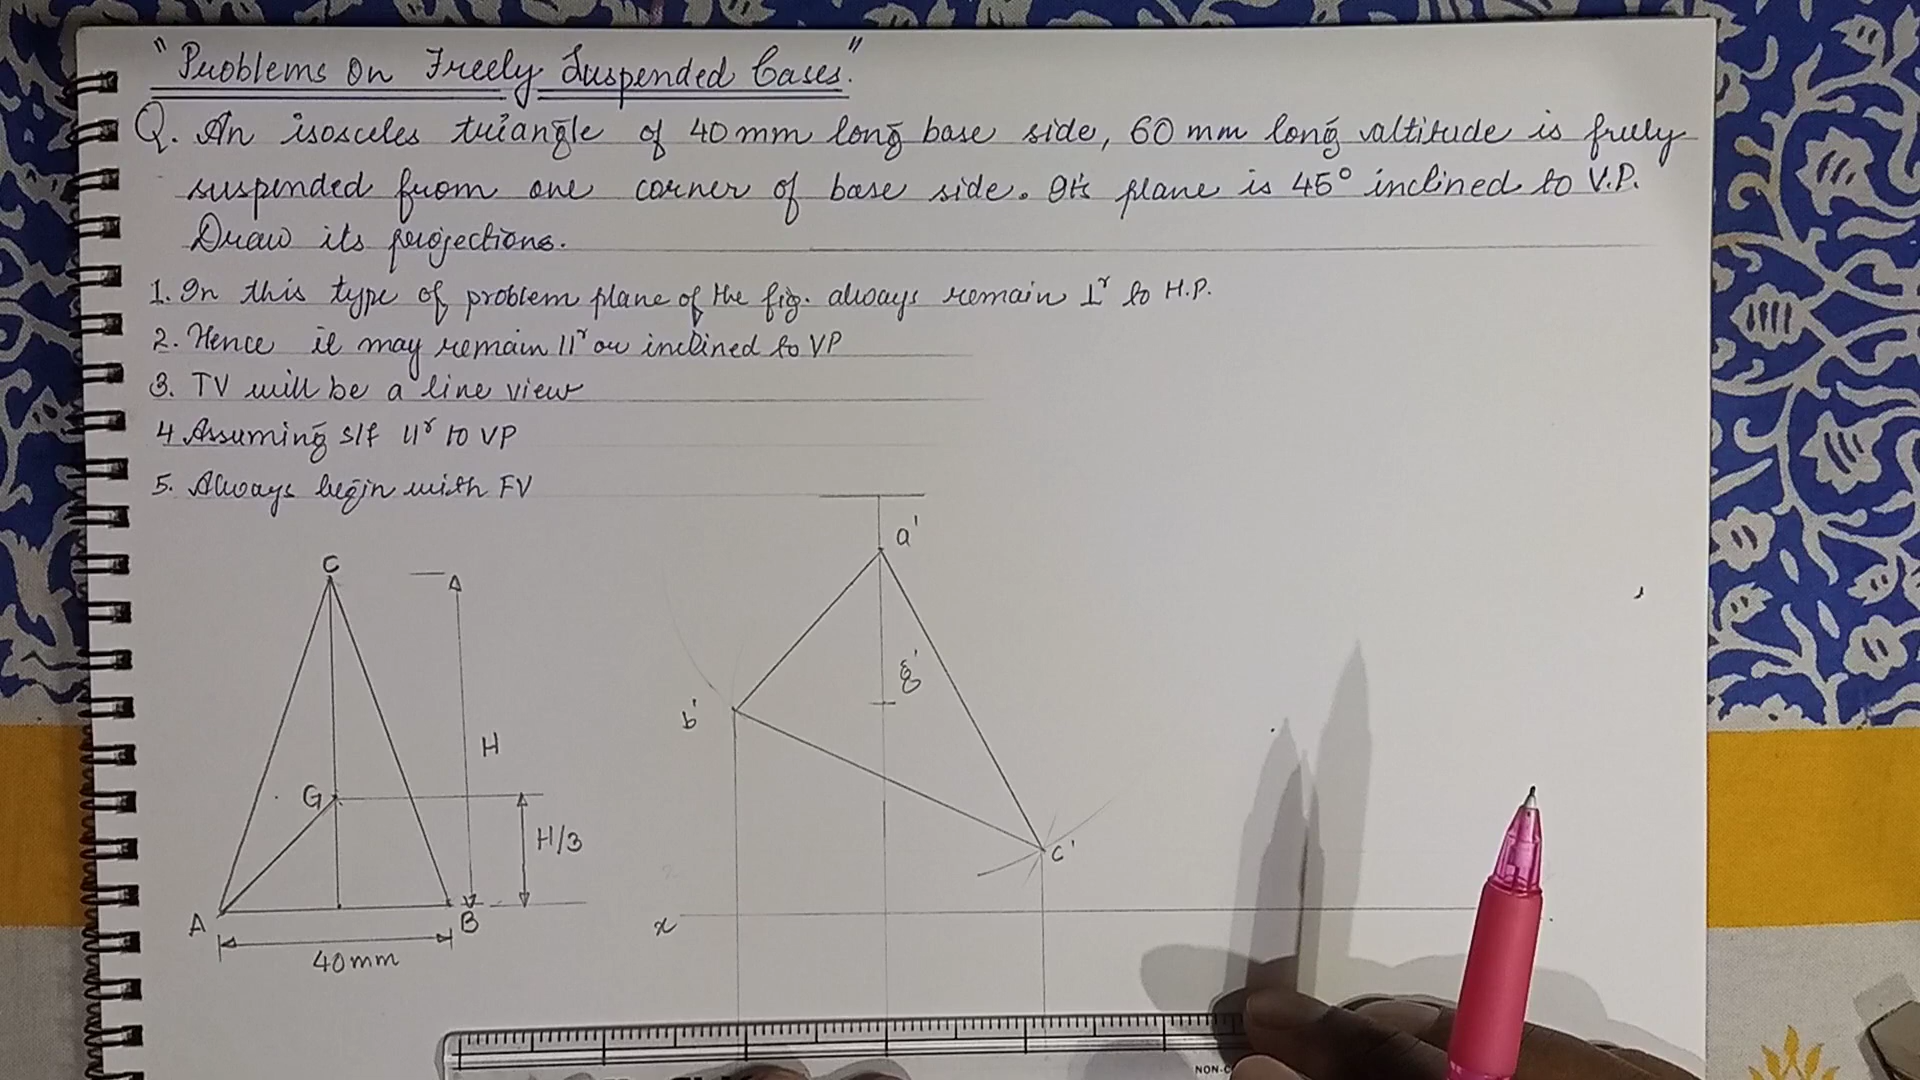 "Problems On Freely Suspended Cases."
Q. An isosceles triangle of 40 mm long base side, 60 mm long altitude is freely
suspended from one corner of base side. It's plane is 45° inclined to V.P.
Draw its projections.
1. In this type of problem plane of the fig. always remain ⊥r to H.P.
2. Hence it may remain ||r or inclined to VP
3. TV will be a line view
4 Assuming s/f ||r to VP
5. Always begin with FV
C
H
G
H/3
A
B
40mm
a'
g'
b'
c'
x